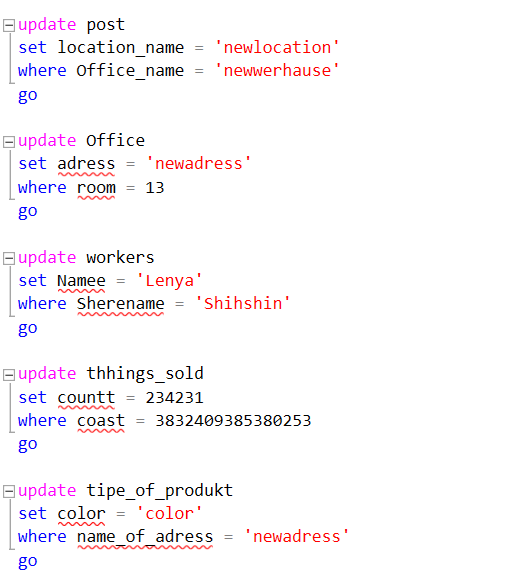 update post
set location_name = 'newlocation'
where Office_name = 'newwerhause'
go
update Office
set adress = 'newadress'
where room = 13
go
update workers
set Namee = 'Lenya'
where Sherename = 'Shihshin'
go
update thhings_sold
set countt = 234231
where coast = 3832409385380253
go
update tipe_of_produkt
set color = 'color'
where name_of_adress = 'newadress'
go